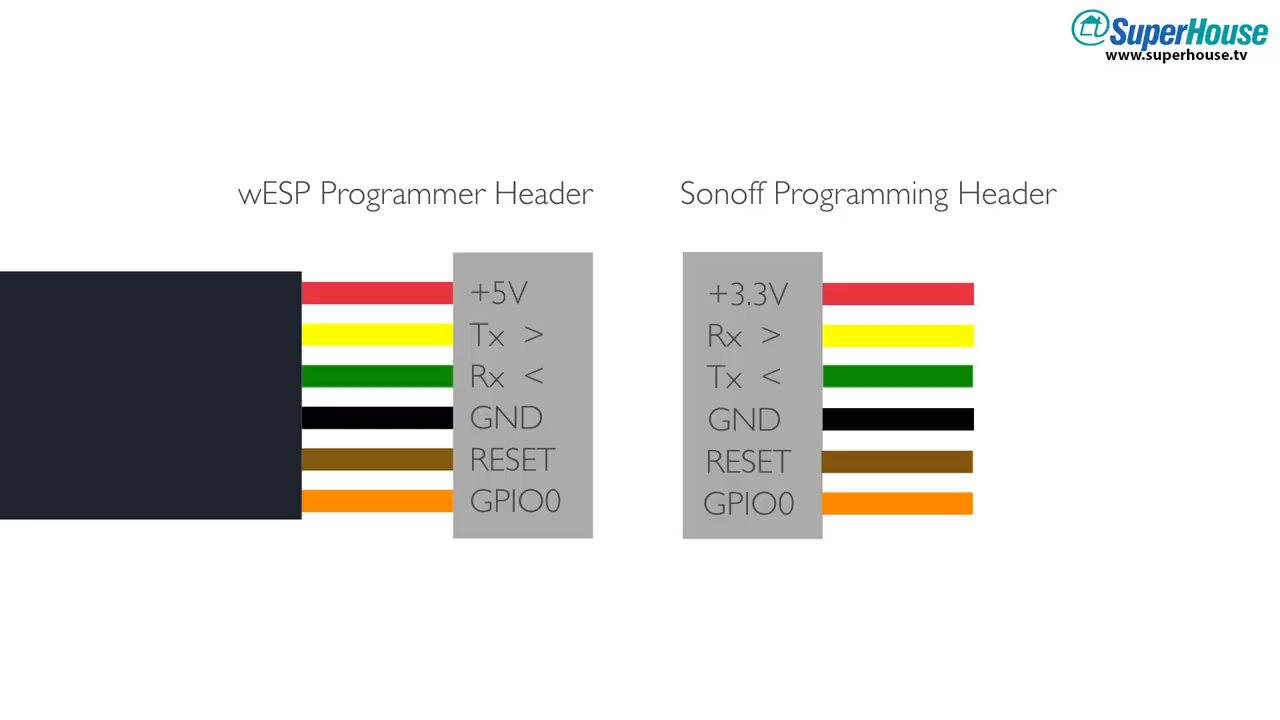 @SuperHouse
www.superhouse.tv
wESP Programmer Header
Sonoff Programming Header
+5V
Tx >
Rx <
GND
RESET
GPIO0
+3.3V
Rx >
Tx <
GND
RESET
GPIO0